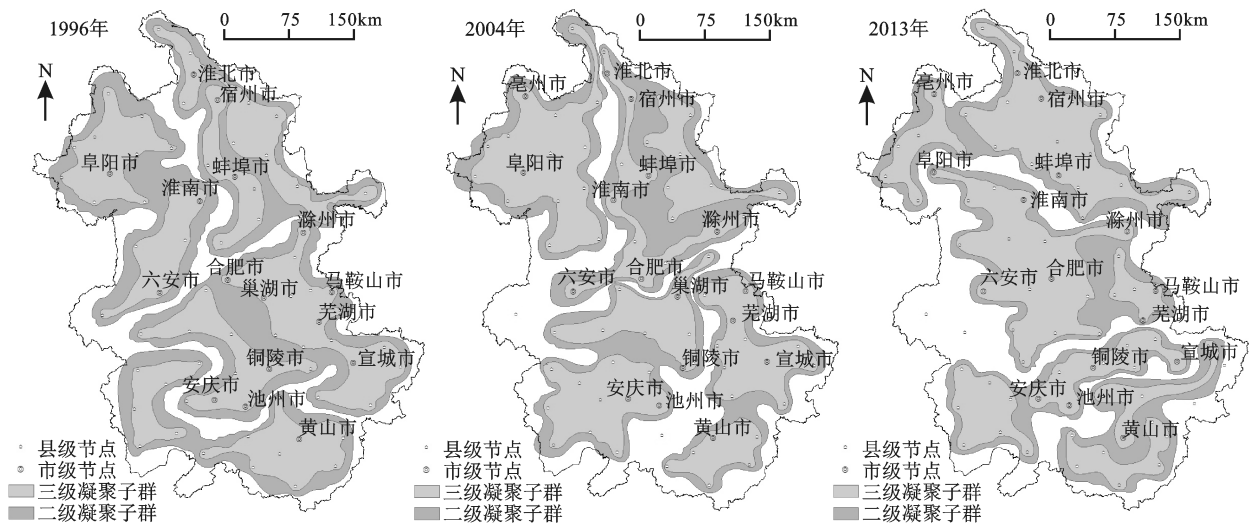 1996年
0 75 150km
N
淮北市
宿州市
阜阳市
蚌埠市
淮南市
滁州市
合肥市
六安市
巢湖市
马鞍山市
芜湖市
铜陵市
宣城市
安庆市
池州市
黄山市
县级节点
市级节点
三级凝聚子群
二级凝聚子群
2004年
0 75 150km
N
淮北市
亳州市
宿州市
阜阳市
蚌埠市
淮南市
滁州市
合肥市
六安市
巢湖市
马鞍山市
芜湖市
铜陵市
宣城市
安庆市
池州市
黄山市
县级节点
市级节点
三级凝聚子群
二级凝聚子群
2013年
0 75 150km
N
淮北市
亳州市
宿州市
阜阳市
蚌埠市
淮南市
滁州市
合肥市
六安市
马鞍山市
芜湖市
铜陵市
宣城市
安庆市
池州市
黄山市
县级节点
市级节点
三级凝聚子群
二级凝聚子群